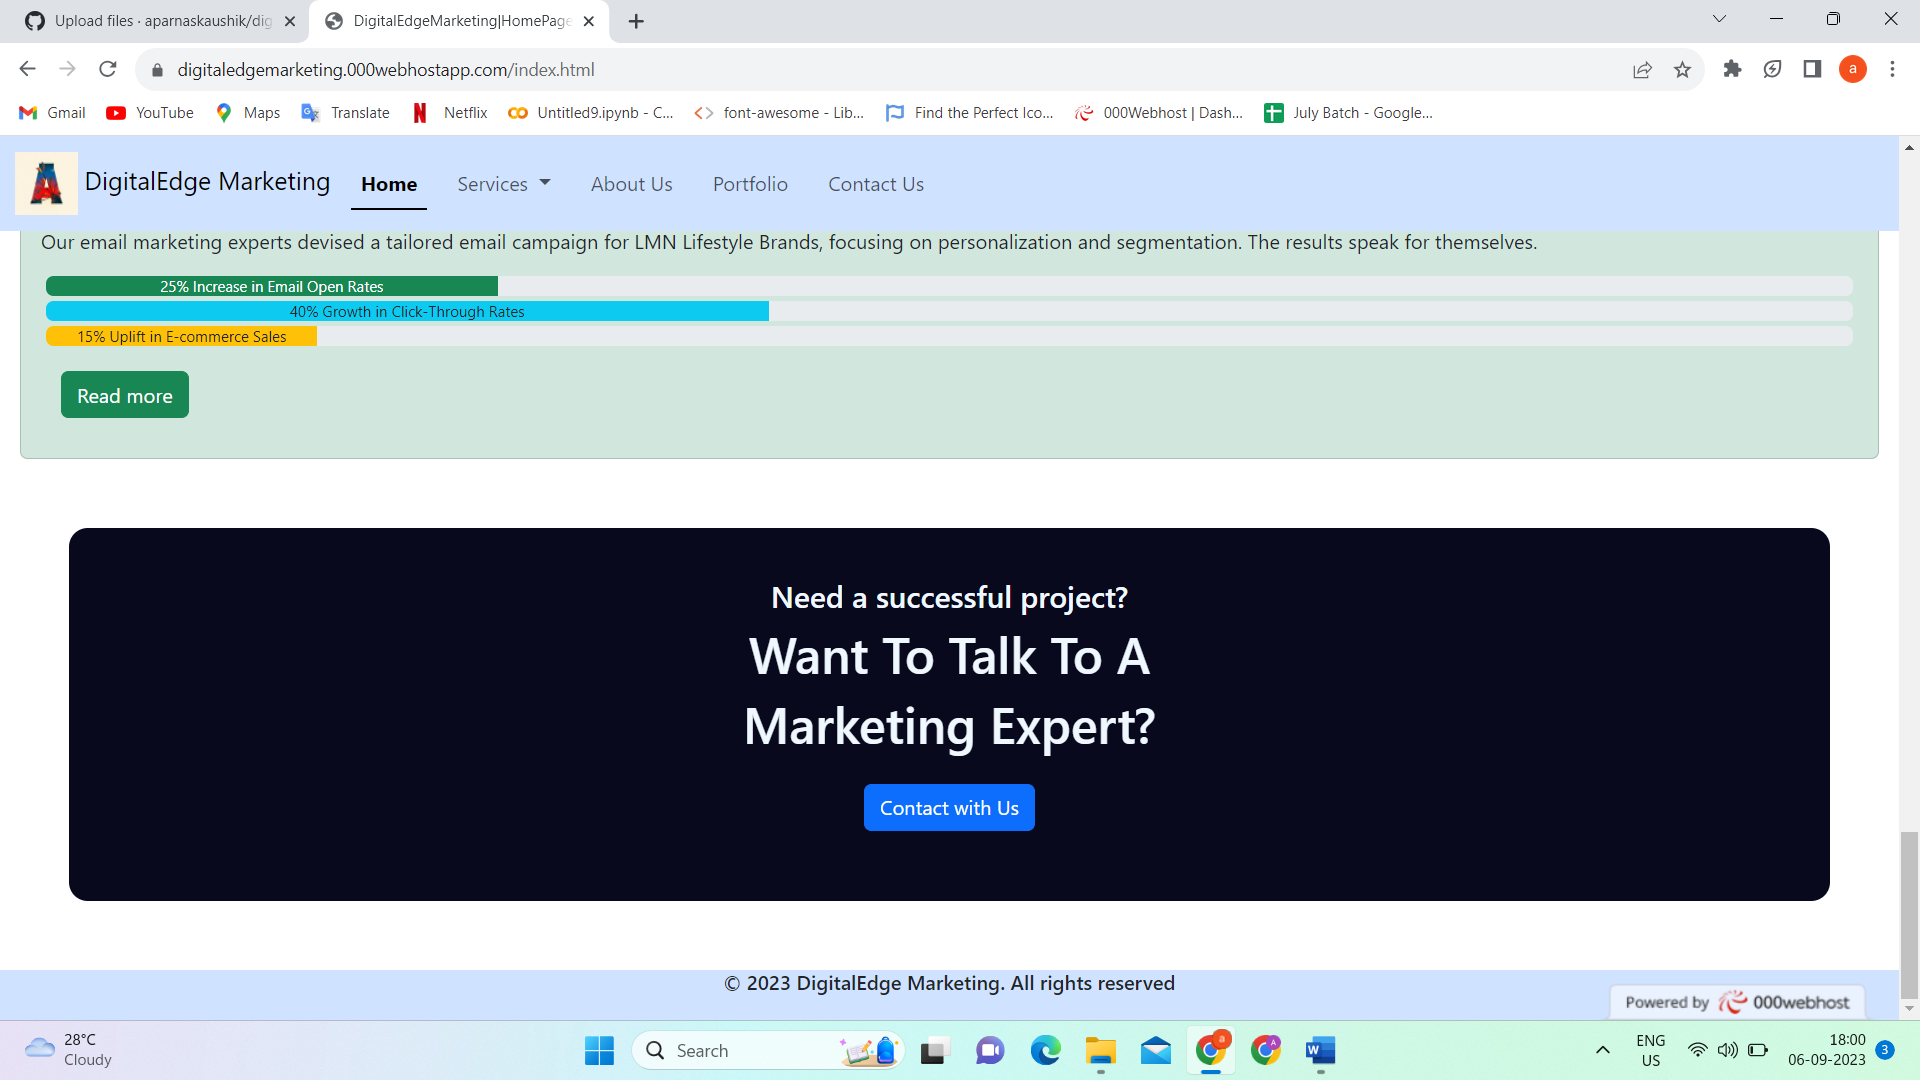 Upload files · aparnaskaushik/dig
DigitalEdgeMarketing|HomePage
digitaledgemarketing.000webhostapp.com/index.html
a
Gmail
YouTube
Maps
Translate
Netflix
Untitled9.ipynb - C...
font-awesome - Lib...
Find the Perfect Ico...
000Webhost | Dash...
July Batch - Google...
DigitalEdge Marketing
Home
Services
About Us
Portfolio
Contact Us
Our email marketing experts devised a tailored email campaign for LMN Lifestyle Brands, focusing on personalization and segmentation. The results speak for themselves.
25% Increase in Email Open Rates
40% Growth in Click-Through Rates
15% Uplift in E-commerce Sales
Read more
Need a successful project?
Want To Talk To A
Marketing Expert?
Contact with Us
© 2023 DigitalEdge Marketing. All rights reserved
Powered by 000webhost
28°C
Cloudy
Search
ENG
US
18:00
06-09-2023
3